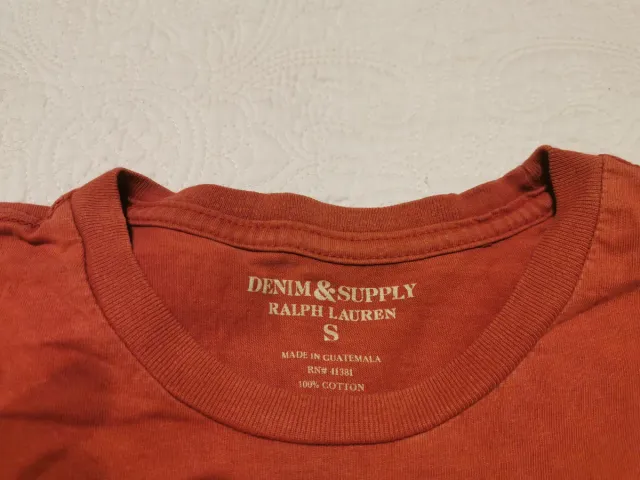 DENIM&SUPPLY
RALPH LAUREN
S
MADE IN GUATEMALA
RN# 41381
100% COTTON